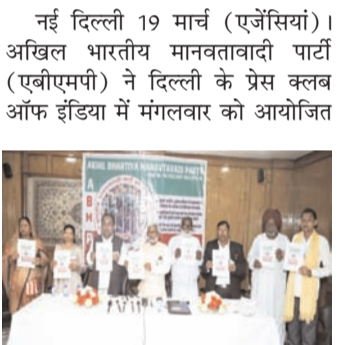 नई दिल्ली 19 मार्च (एजेंसियां)।
अखिल भारतीय मानवतावादी पार्टी
(एबीएमपी) ने दिल्ली के प्रेस क्लब
ऑफ इंडिया में मंगलवार को आयोजित
AKHIL BHARTIYA MANAVTAVADI PARTY
A
B
M
P